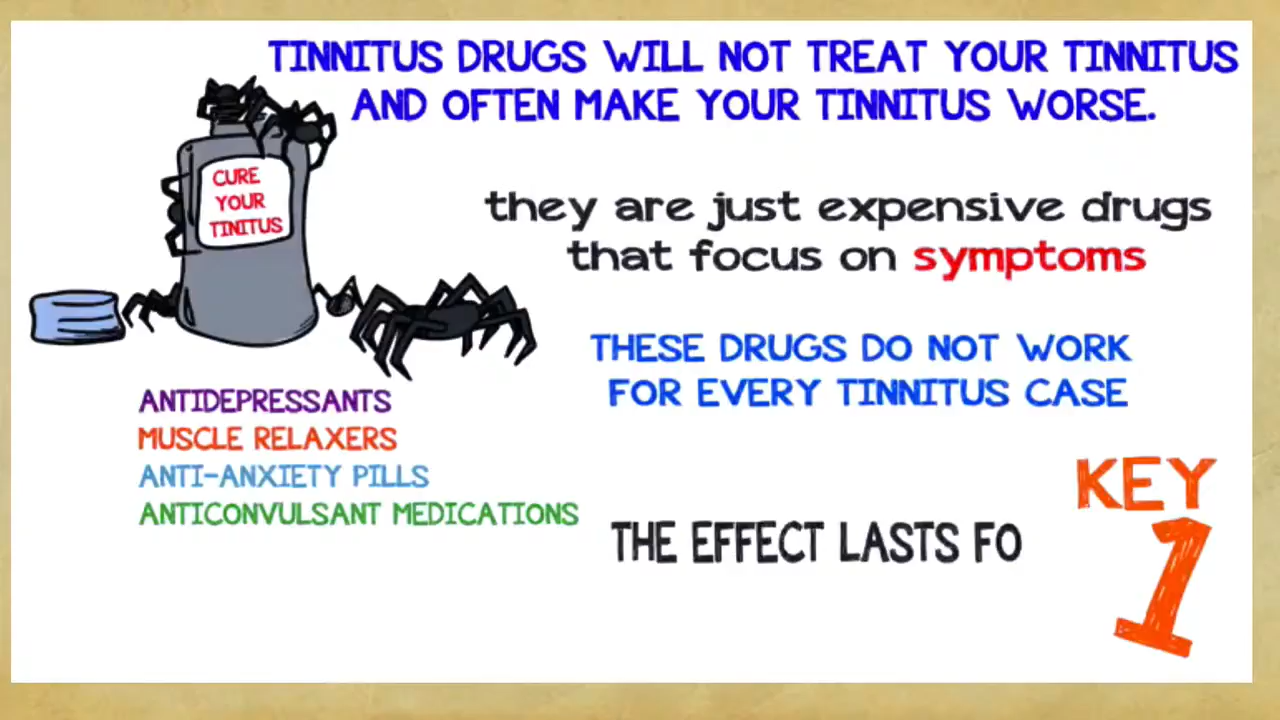 TINNITUS DRUGS WILL NOT TREAT YOUR TINNITUS
AND OFTEN MAKE YOUR TINNITUS WORSE.
CURE
YOUR
TINITUS
they are just expensive drugs
that focus on symptoms
THESE DRUGS DO NOT WORK
FOR EVERY TINNITUS CASE
ANTIDEPRESSANTS
MUSCLE RELAXERS
ANTI-ANXIETY PILLS
ANTICONVULSANT MEDICATIONS
THE EFFECT LASTS FO
KEY
1